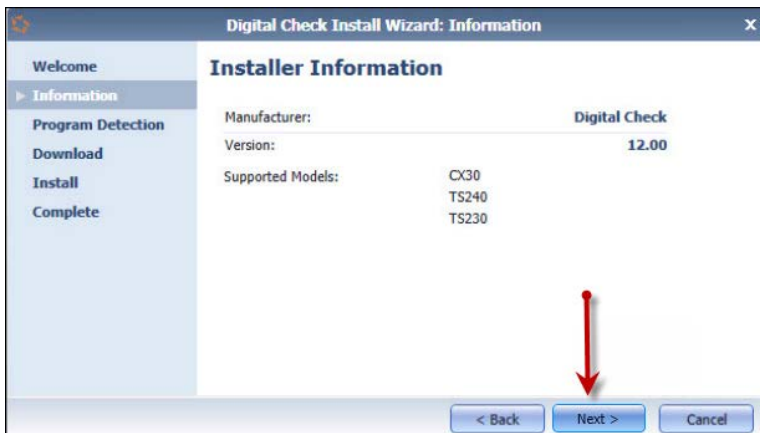 Digital Check Install Wizard: Information x
Welcome
Information
Program Detection
Download
Install
Complete
Installer Information
Manufacturer: Digital Check
Version: 12.00
Supported Models: CX30
TS240
TS230
< Back Next > Cancel